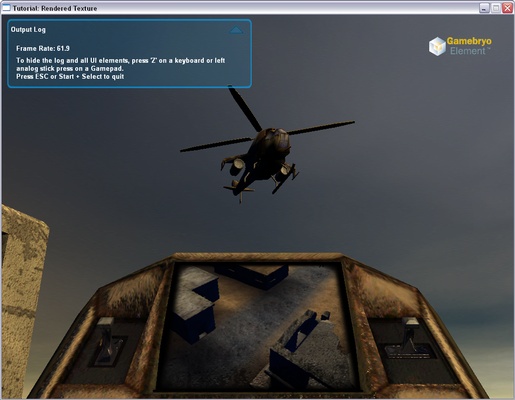 Tutorial: Rendered Texture
Output Log
Frame Rate: 61.9
To hide the log and all UI elements, press 'Z' on a keyboard or left
analog stick press on a Gamepad.
Press ESC or Start + Select to quit
Gamebryo
Element™